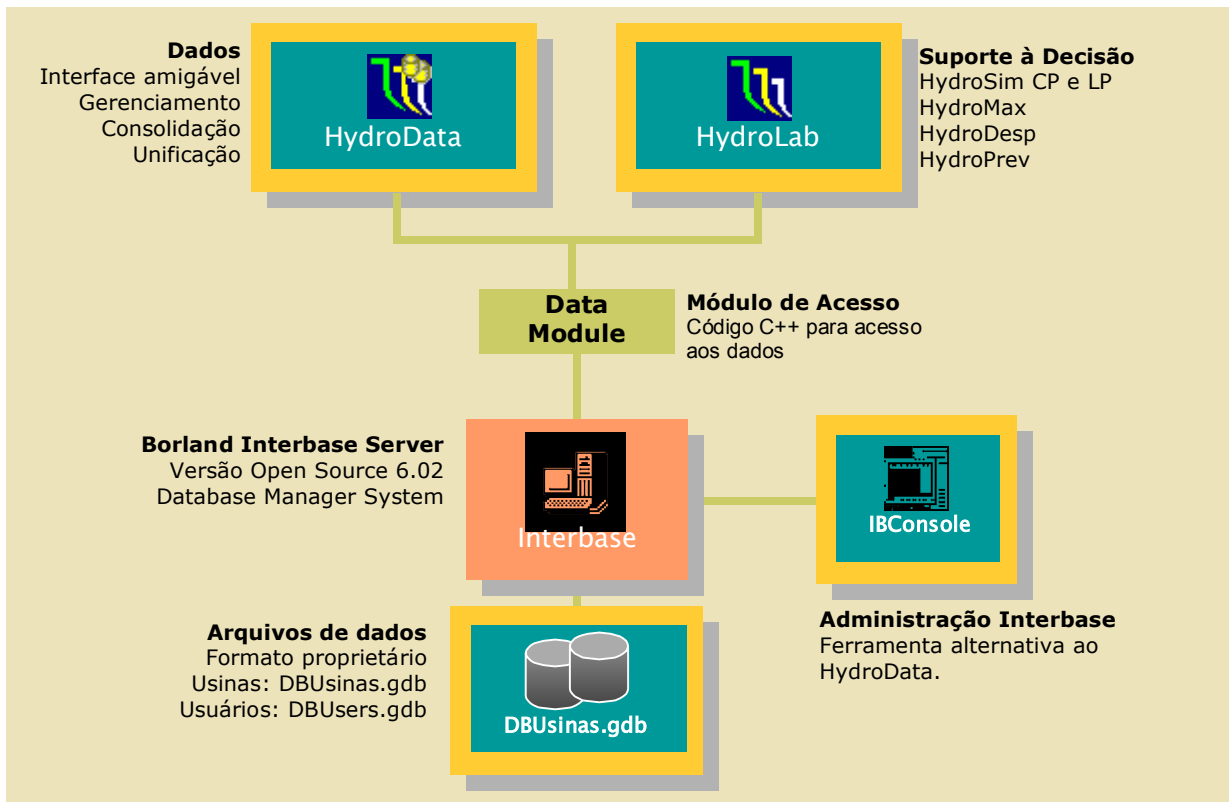 Dados
Interface amigável
Gerenciamento
Consolidação
Unificação
HydroData
HydroLab
Suporte à Decisão
HydroSim CP e LP
HydroMax
HydroDesp
HydroPrev
Data
Module
Módulo de Acesso
Código C++ para acesso
aos dados
Borland Interbase Server
Versão Open Source 6.02
Database Manager System
Interbase
IBConsole
Administração Interbase
Ferramenta alternativa ao
HydroData.
Arquivos de dados
Formato proprietário
Usinas: DBUsinas.gdb
Usuários: DBUsers.gdb
DBUsinas.gdb